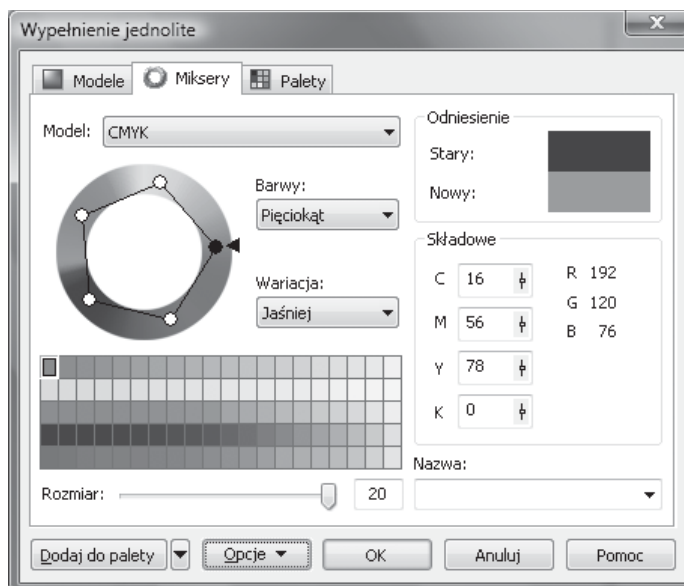 Wypełnienie jednolite
Modele Miksery Palety
Model: CMYK
Barwy:
Pięciokąt
Wariacja:
Jaśniej
Rozmiar: 20
Odniesienie
Stary:
Nowy:
Składowe
C 16 R 192
M 56 G 120
Y 78 B 76
K 0
Nazwa:
Dodaj do palety Opcje OK Anuluj Pomoc